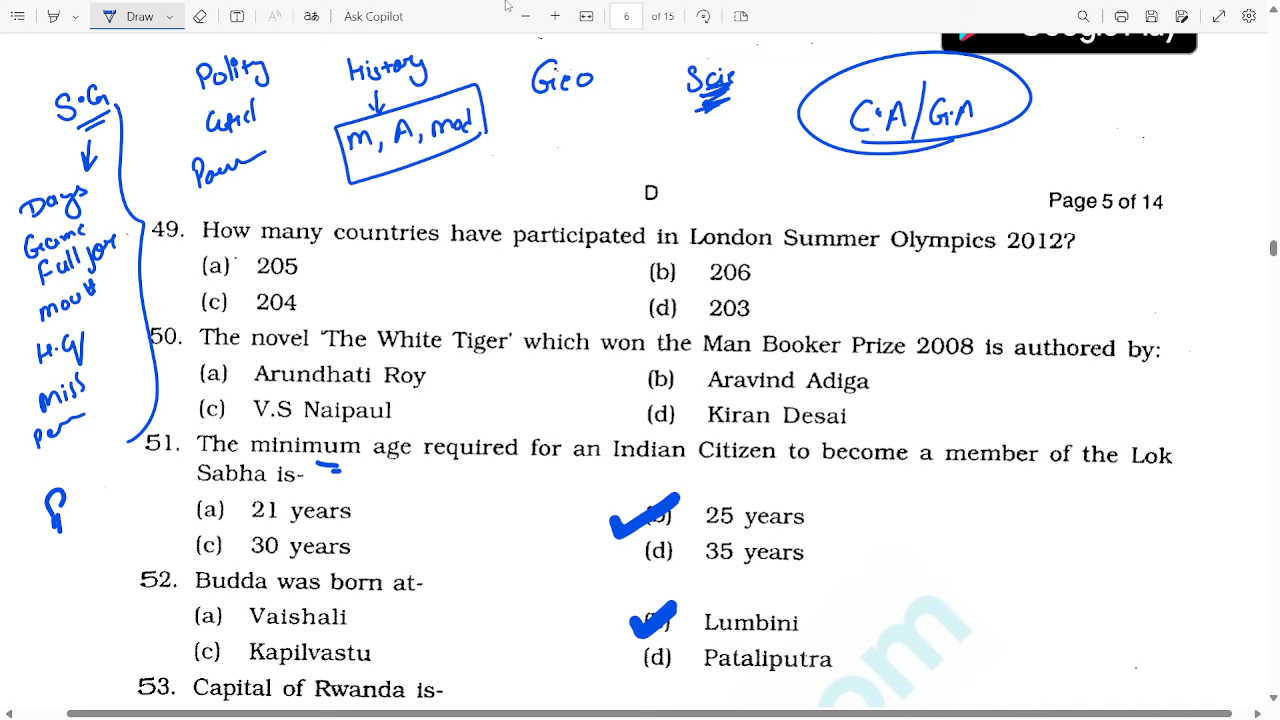 Draw
Ask Copilot
6 of 15
Google Play
Polity
History
Geo
C.A/G.A
S.G
m, A, mod
Days
Game
Full for
H.Q/
Miss
D
Page 5 of 14
49. How many countries have participated in London Summer Olympics 2012?
(a) 205
(b) 206
(c) 204
(d) 203
50. The novel 'The White Tiger' which won the Man Booker Prize 2008 is authored by:
(a) Arundhati Roy
(b) Aravind Adiga
(c) V.S Naipaul
(d) Kiran Desai
51. The minimum age required for an Indian Citizen to become a member of the Lok
Sabha is-
(a) 21 years
(b) 25 years
(c) 30 years
(d) 35 years
52. Budda was born at-
(a) Vaishali
Lumbini
(c) Kapilvastu
(d) Pataliputra
53. Capital of Rwanda is-
om